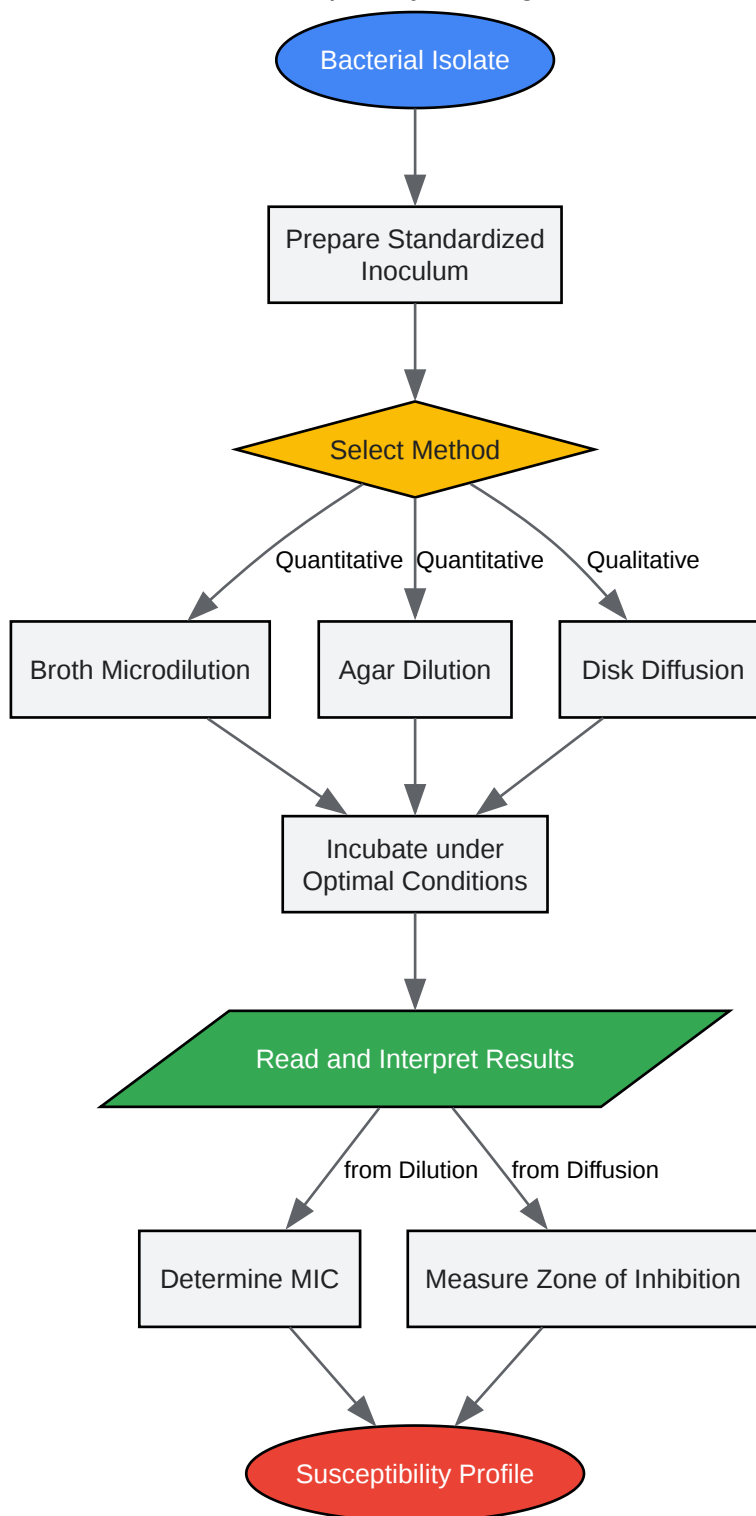 Bacterial Isolate
Prepare Standardized
Inoculum
Select Method
Quantitative
Quantitative
Qualitative
Broth Microdilution
Agar Dilution
Disk Diffusion
Incubate under
Optimal Conditions
Read and Interpret Results
from Dilution
from Diffusion
Determine MIC
Measure Zone of Inhibition
Susceptibility Profile